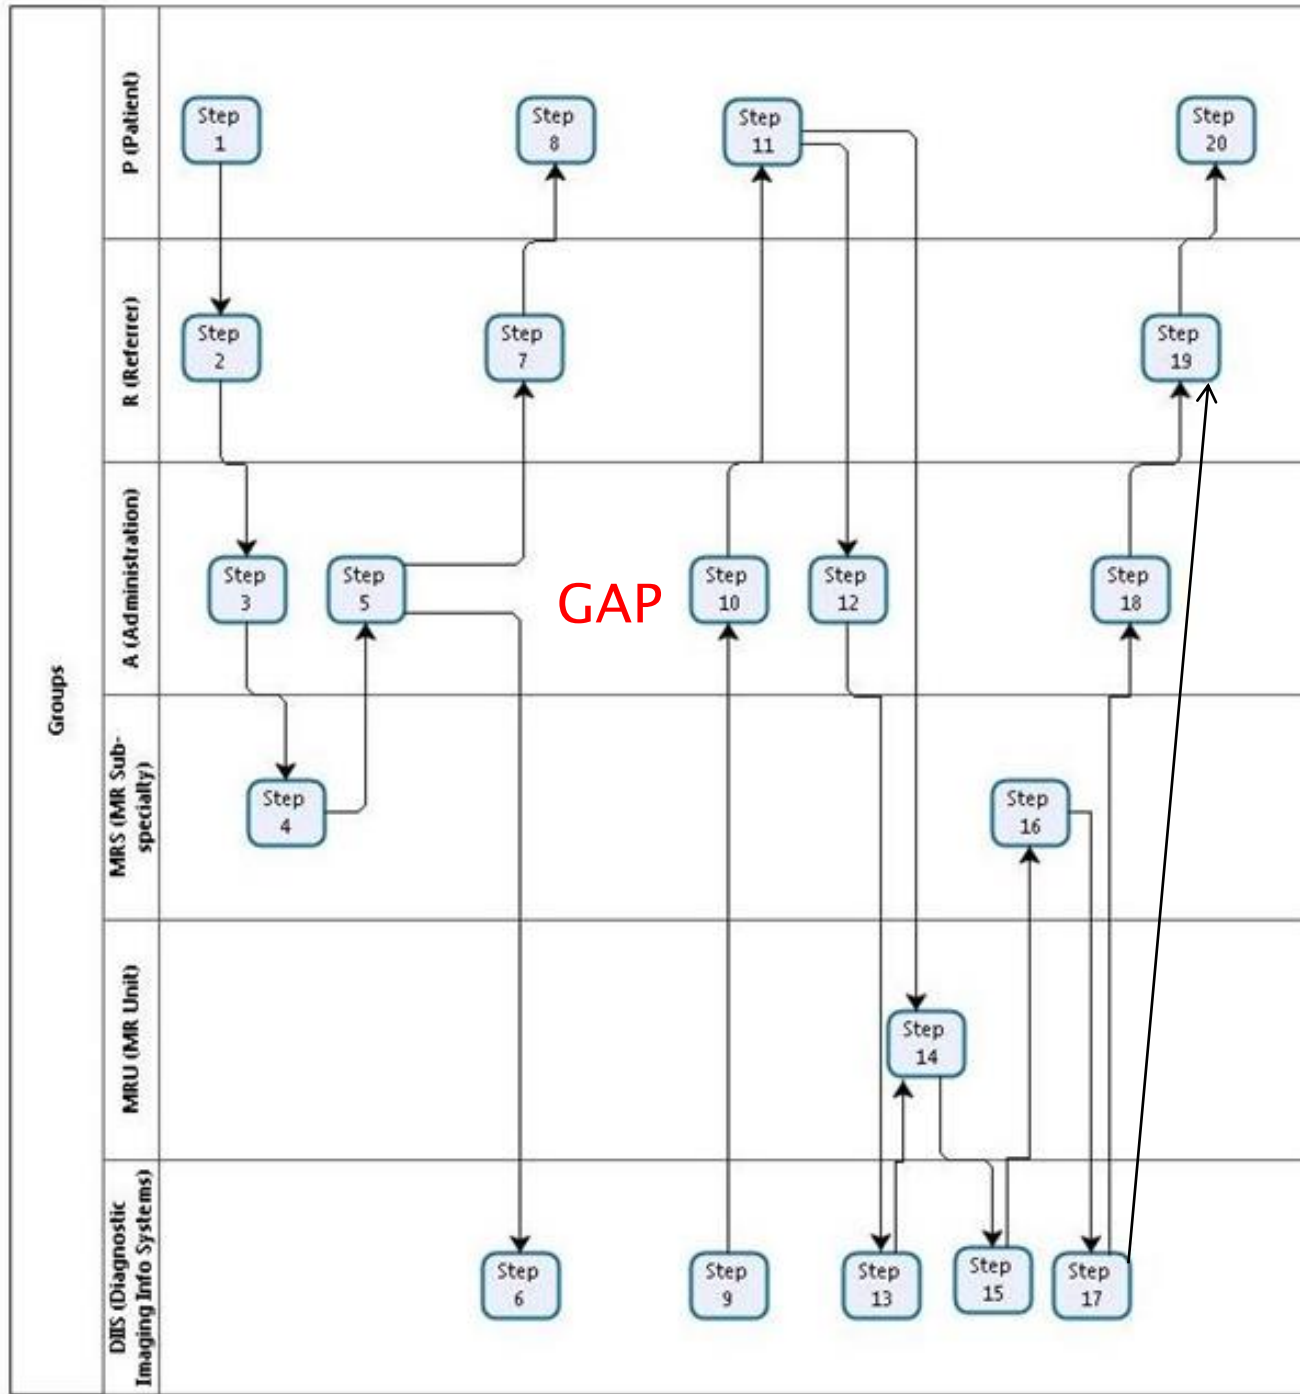 Groups
P (Patient)
Step
1
Step
8
Step
11
Step
20
R (Referrer)
Step
2
Step
7
Step
19
A (Administration)
Step
3
Step
5
GAP
Step
10
Step
12
Step
18
MRS (MR Sub-
specialty)
Step
4
Step
16
MRU (MR Unit)
Step
14
DIIS (Diagnostic
Imaging Info Systems)
Step
6
Step
9
Step
13
Step
15
Step
17